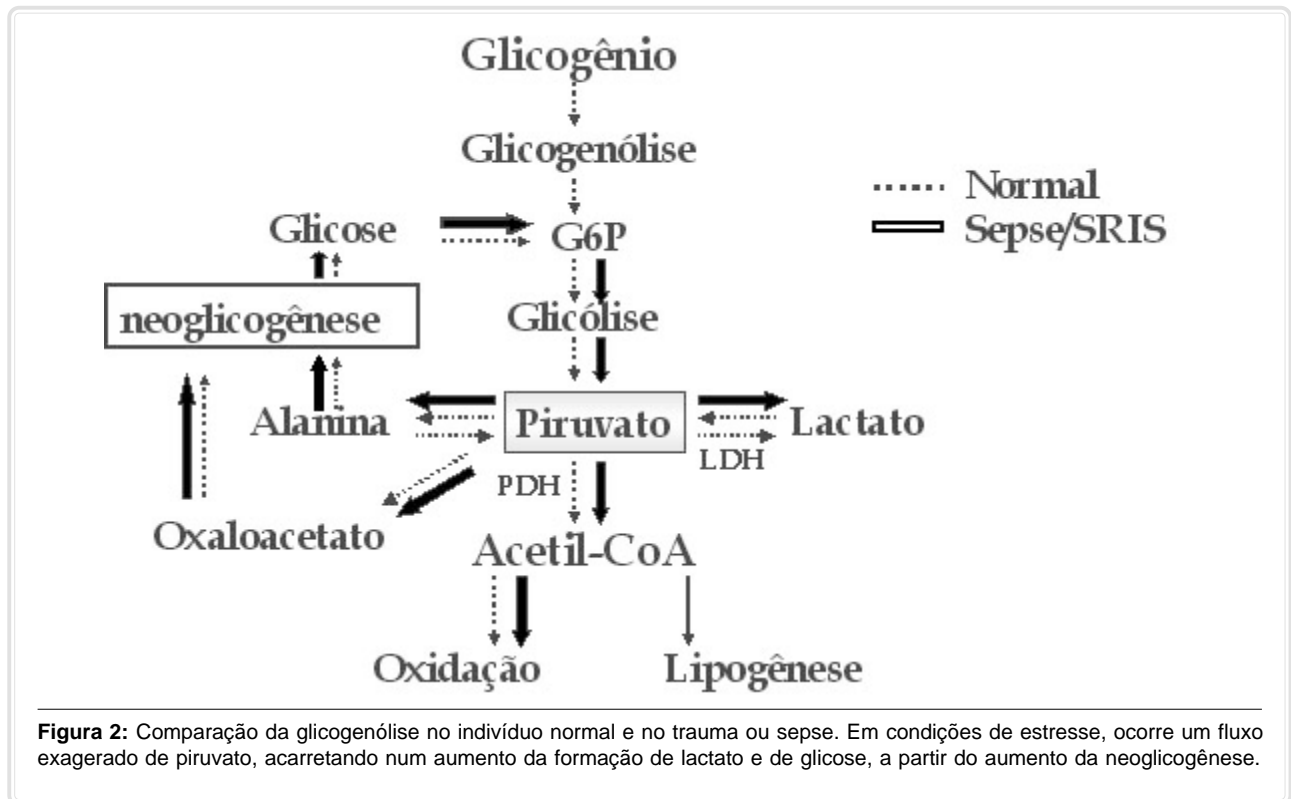 Glicogênio
Glicogenólise
Normal
Sepse/SRIS
Glicose
G6P
neoglicogênese
Glicólise
Alanina
Piruvato
Lactato
LDH
PDH
Oxaloacetato
Acetil-CoA
Oxidação
Lipogênese
Figura 2: Comparação da glicogenólise no indivíduo normal e no trauma ou sepse. Em condições de estresse, ocorre um fluxo
exagerado de piruvato, acarretando num aumento da formação de lactato e de glicose, a partir do aumento da neoglicogênese.